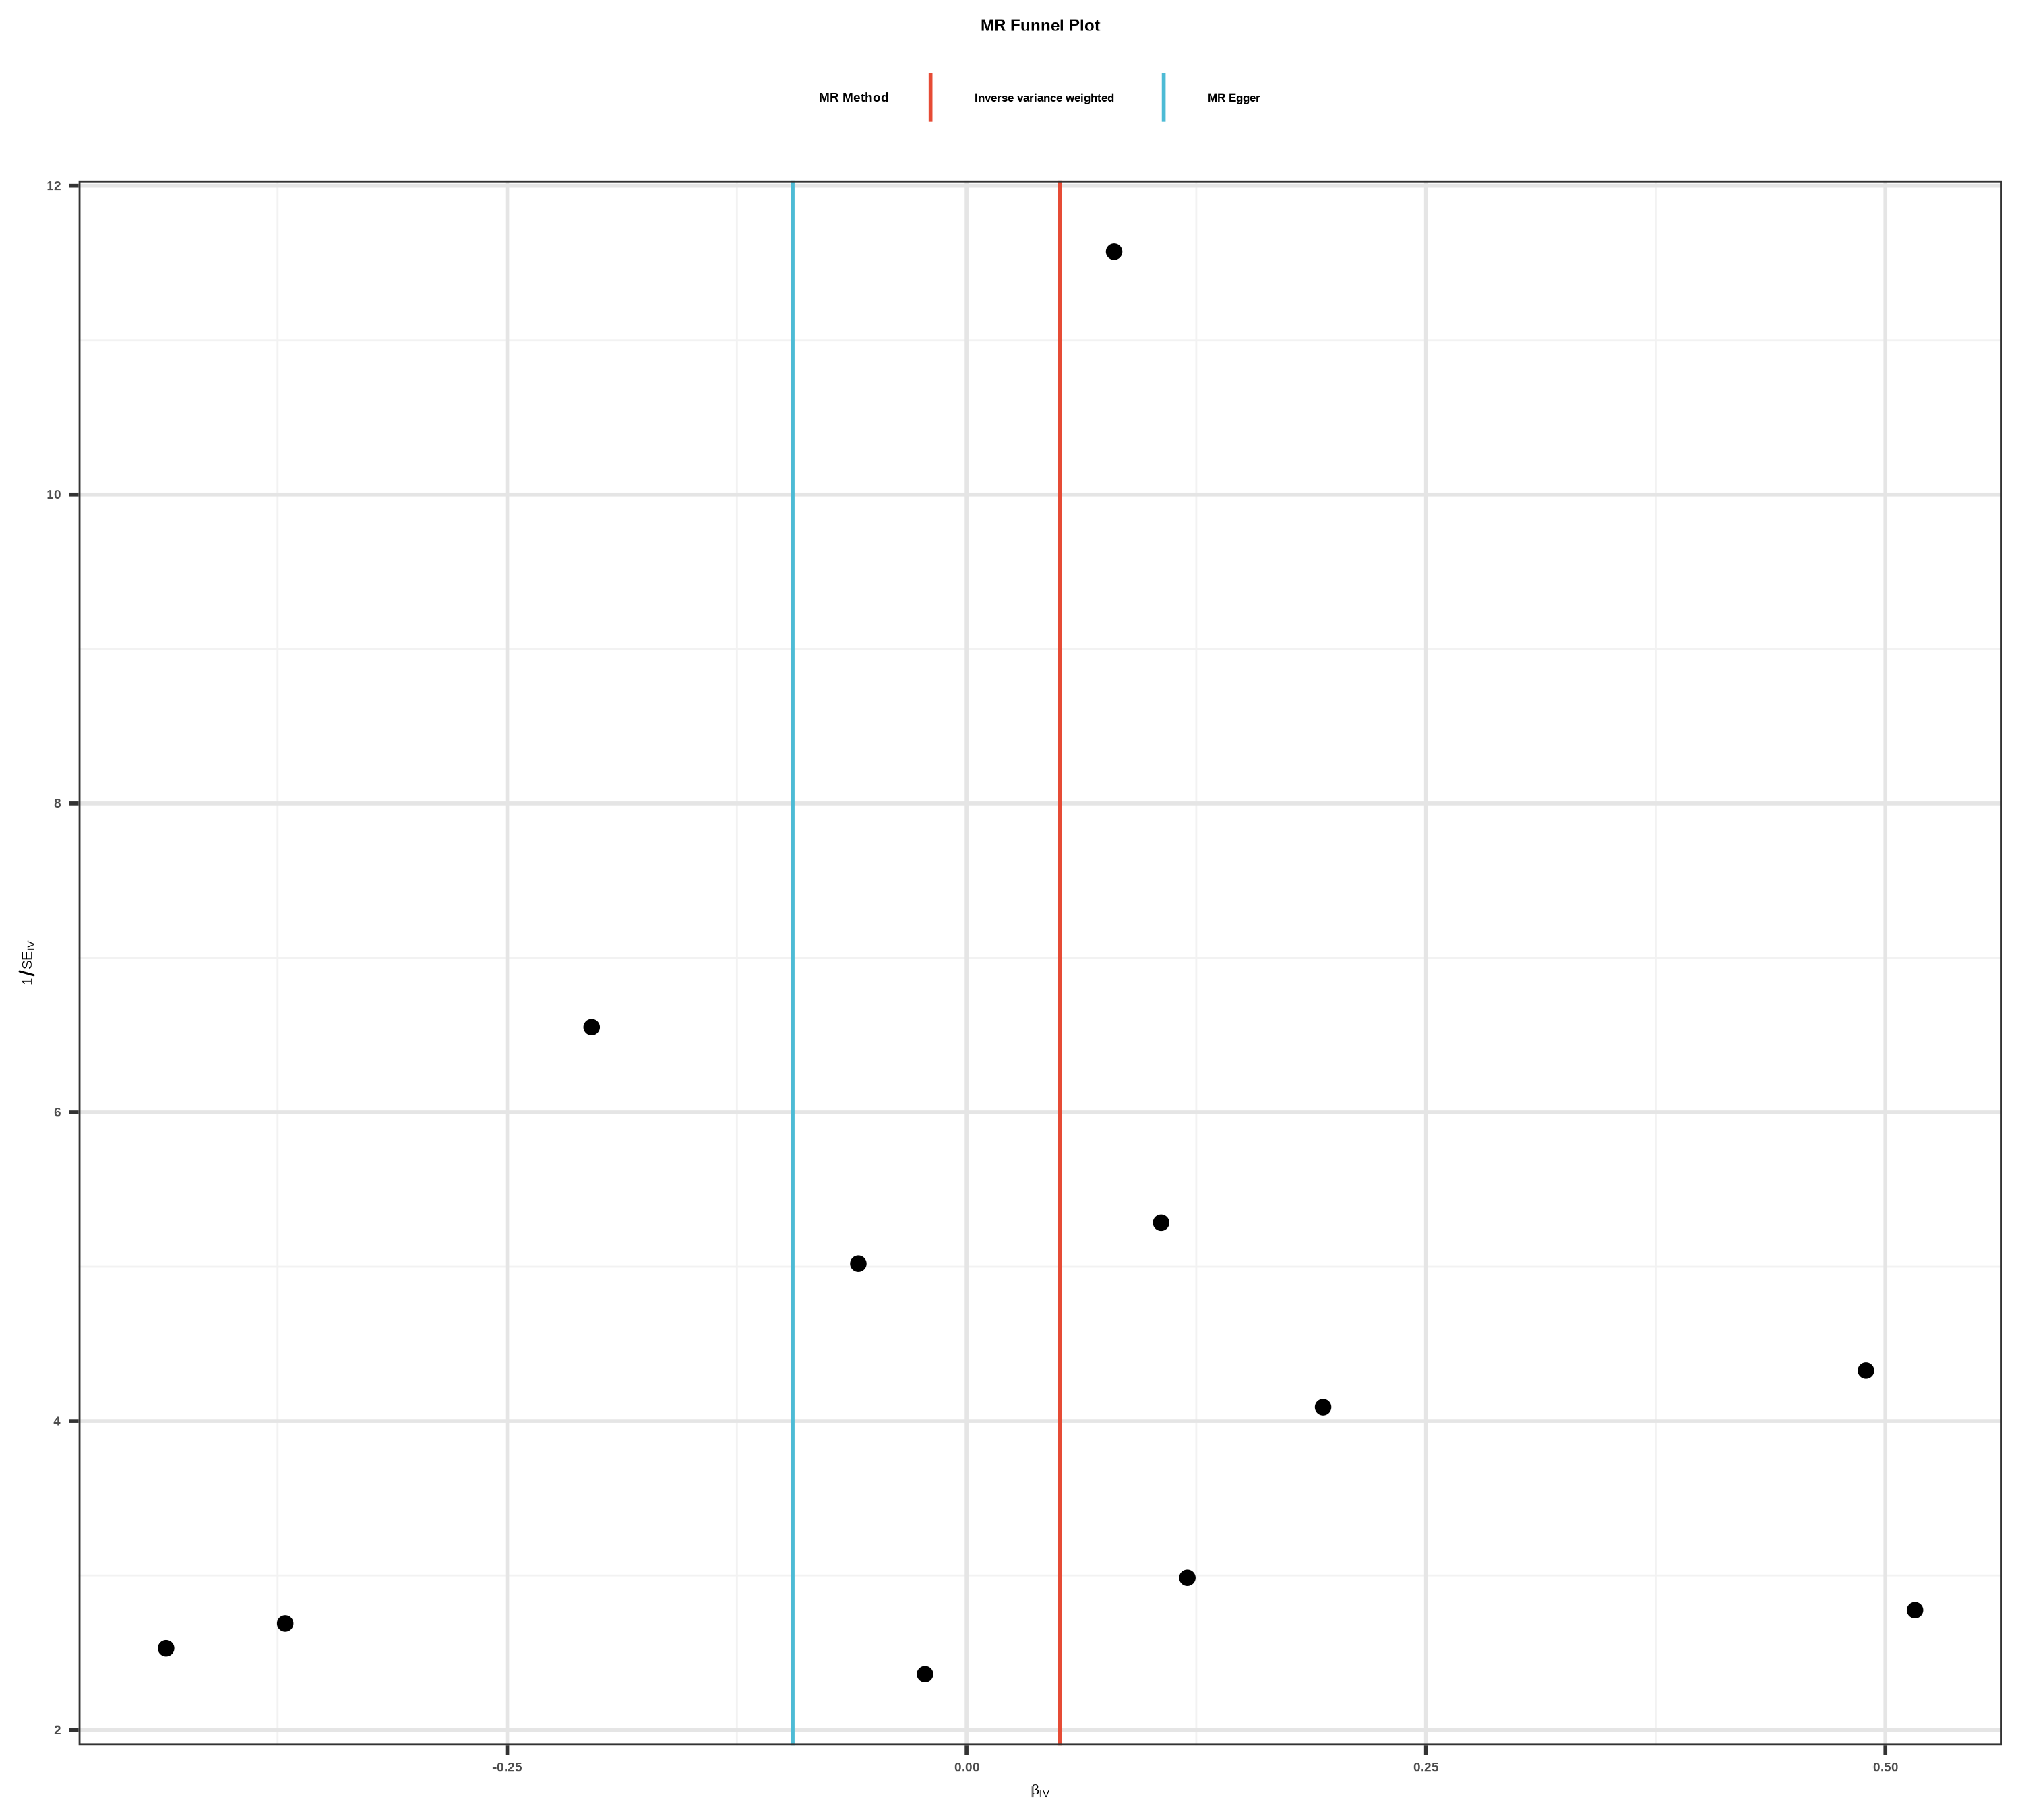 MR Funnel Plot
MR Method Inverse variance weighted MR Egger
12
10
8
6
4
2
1/SEIV
-0.25 0.00 0.25 0.50
βIV